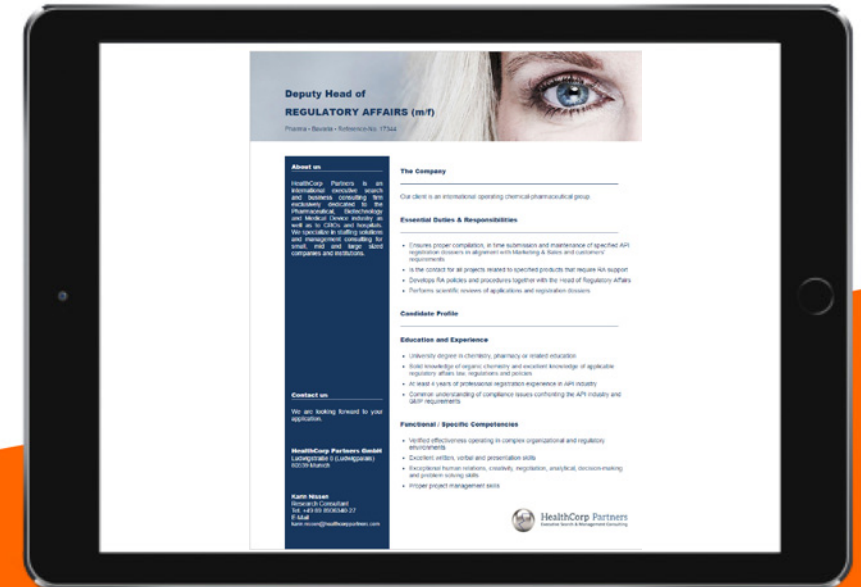 Deputy Head of
REGULATORY AFFAIRS (m/f)
Pharma • Bavaria • Reference-No. 17344
About us
HealthCorp Partners is an
international executive search
and business consulting firm
exclusively dedicated to the
Pharmaceutical, Biotechnology
and Medical Device industry as
well as to CROs and hospitals.
We specialize in staffing solutions
and management consulting for
small, mid and large sized
companies and institutions.
Contact us
We are looking forward to your
application.
HealthCorp Partners GmbH
Ludwigstraße 8 (Ludwigpalais)
80539 Munich
Karin Nissen
Research Consultant
E-Mail
karin.nissen@healthcorppartners.com
The Company
Our client is an international operating chemical-pharmaceutical group.
Essential Duties & Responsibilities
• Ensures proper compilation, in time submission and maintenance of specified API
registration dossiers in alignment with Marketing & Sales and customers'
requirements
• Is the contact for all projects related to specified products that require RA support
• Develops RA policies and procedures together with the Head of Regulatory Affairs
• Performs scientific reviews of applications and registration dossiers
Candidate Profile
Education and Experience
• University degree in chemistry, pharmacy or related education
• Solid knowledge of organic chemistry and excellent knowledge of applicable
regulatory affairs law, regulations and policies
• At least 4 years of professional registration experience in API industry
• Common understanding of compliance issues confronting the API industry and
GMP requirements
Functional / Specific Competencies
• Verified effectiveness operating in complex organizational and regulatory
environments
• Excellent written, verbal and presentation skills
• Exceptional human relations, creativity, negotiation, analytical, decision-making
and problem solving skills
• Proper project management skills
HealthCorp Partners
Executive Search & Management Consulting